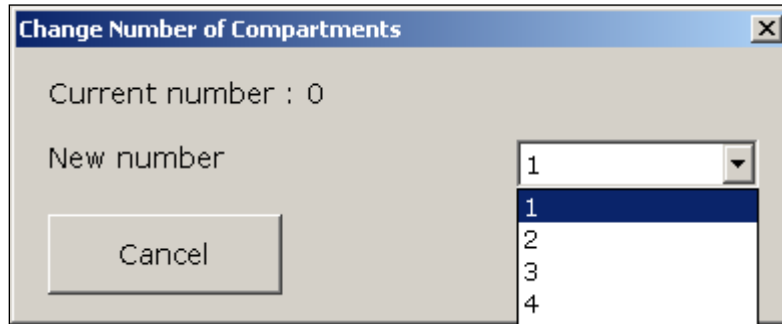 Change Number of Compartments
Current number : 0
New number
1
1
2
Cancel
3
4